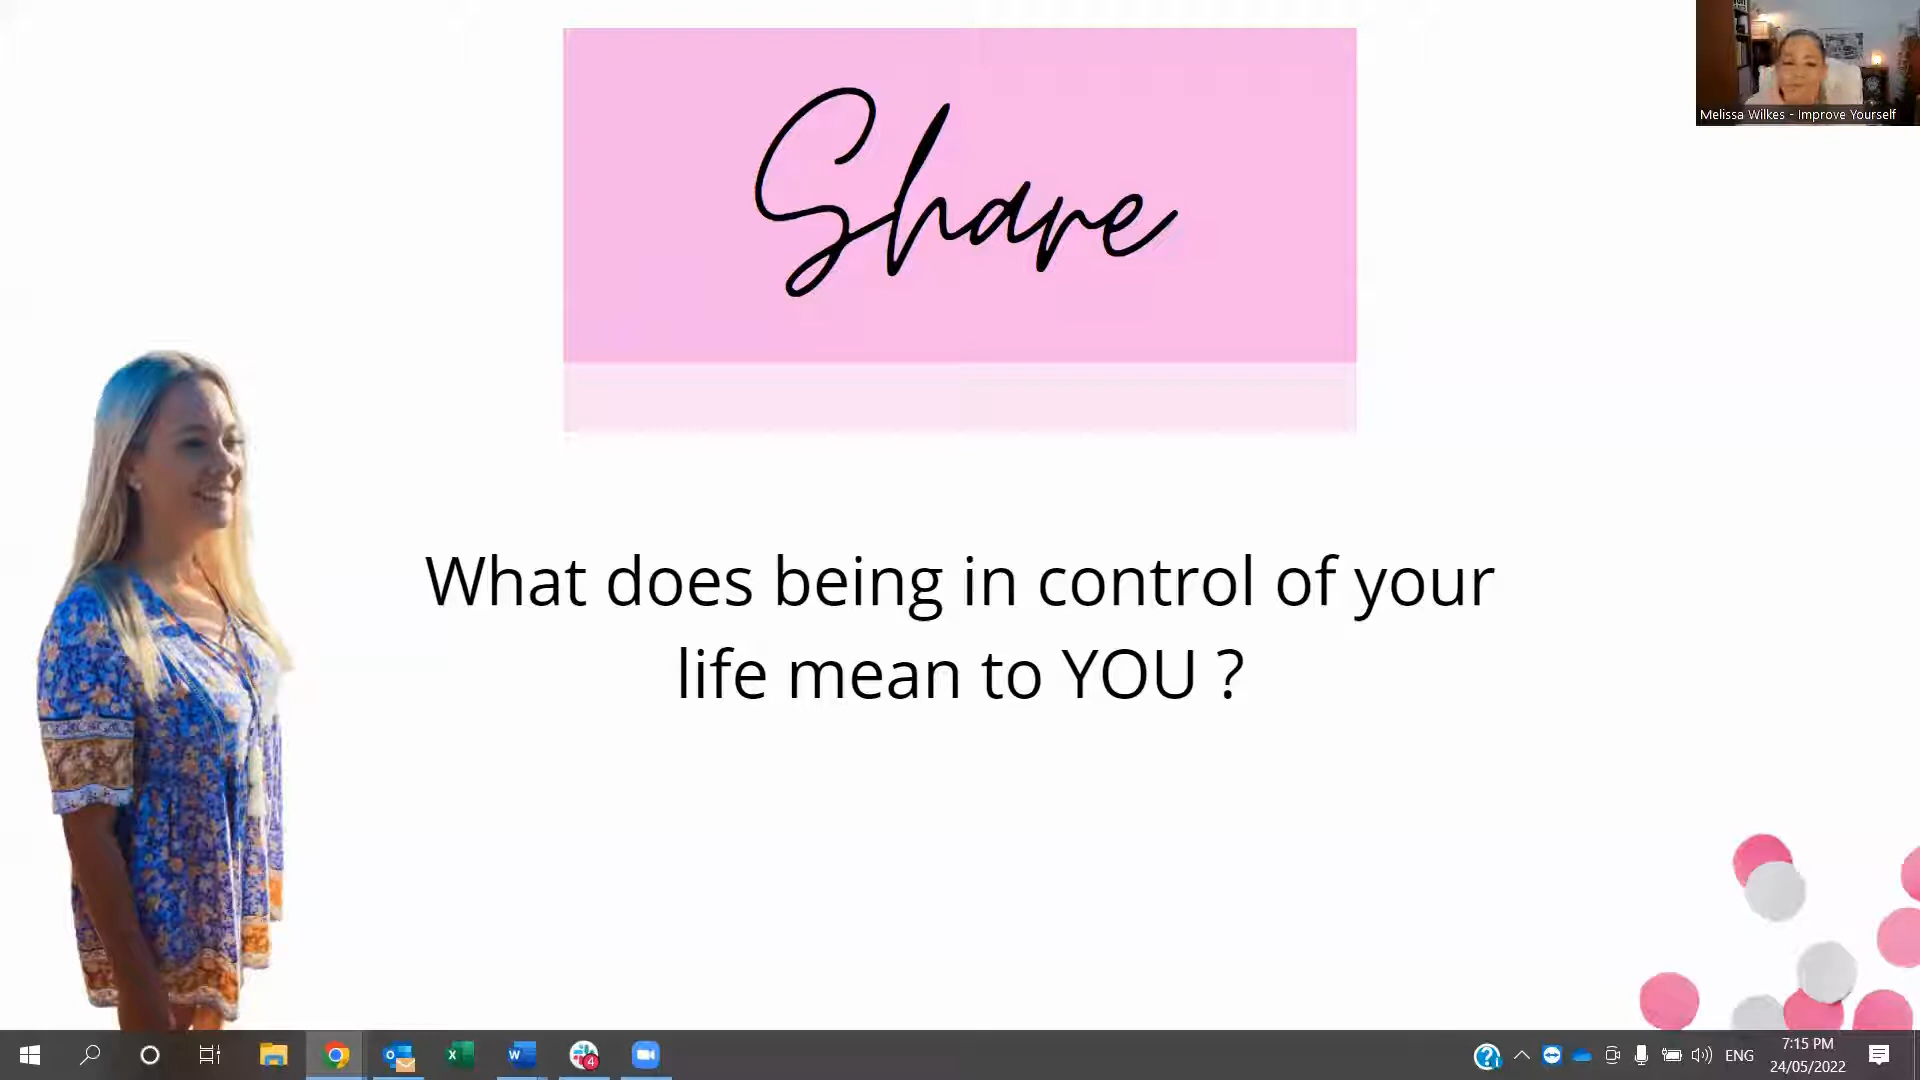 Share
Melissa Wilkes - Improve Yourself
What does being in control of your
life mean to YOU ?
4
ENG
7:15 PM
24/05/2022